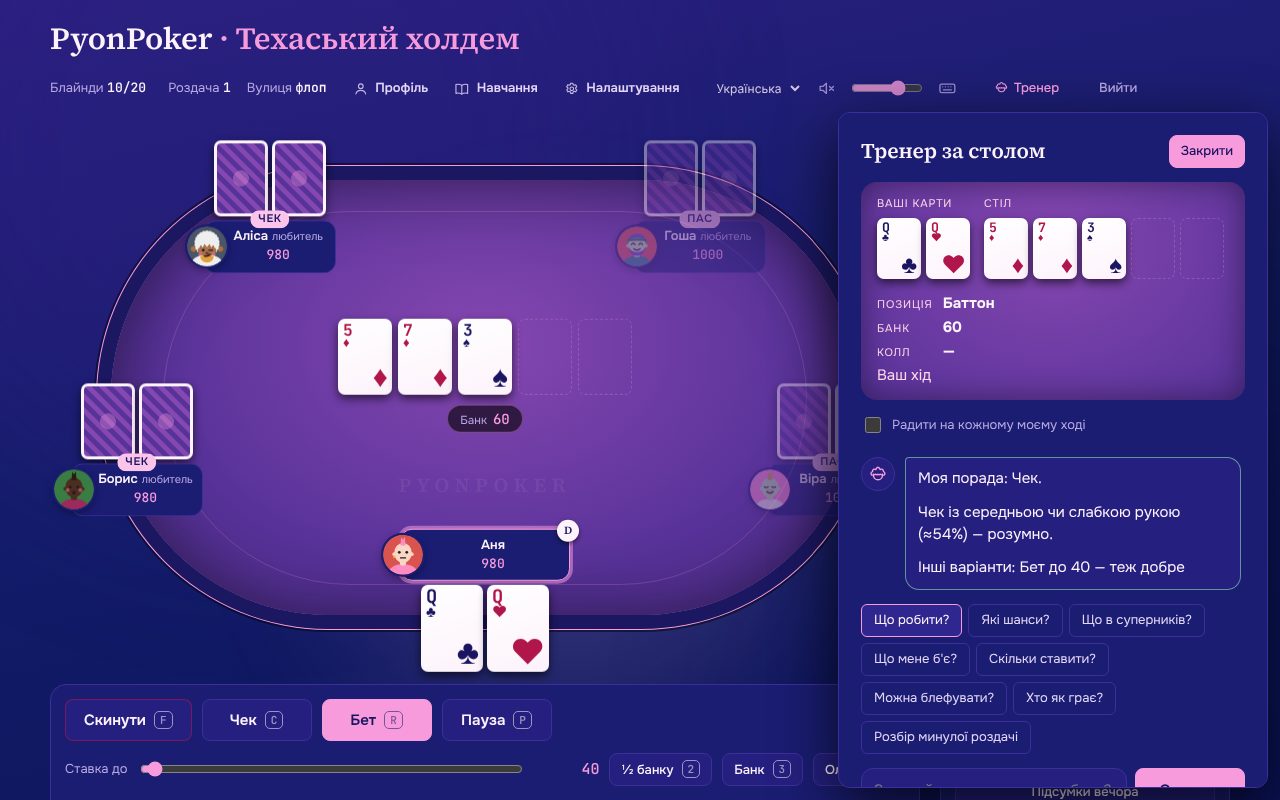 PyonPoker · Техаський холдем
Блайнди 10/20 Роздача 1 Вулиця флоп Профіль Навчання Налаштування Українська Тренер Вийти
Тренер за столом Закрити
ВАШІ КАРТИ СТІЛ
Q Q 5 7 3
ПОЗИЦІЯ Баттон
БАНК 60
КОЛЛ —
Ваш хід
Радити на кожному моєму ході
Моя порада: Чек.
Чек із середньою чи слабкою рукою
(≈54%) — розумно.
Інші варіанти: Бет до 40 — теж добре
Що робити? Які шанси? Що в суперників?
Що мене б'є? Скільки ставити?
Можна блефувати? Хто як грає?
Розбір минулої роздачі
Підсумки вечора
ЧЕК
Аліса любитель
980
ПАС
Гоша любитель
1000
5 7 3
Банк 60
ЧЕК
Борис любитель
980
Віра
PYONPOKER
D
Аня
980
Q Q
Скинути F Чек C Бет R Пауза P
Ставка до 40 ½ банку 2 Банк 3